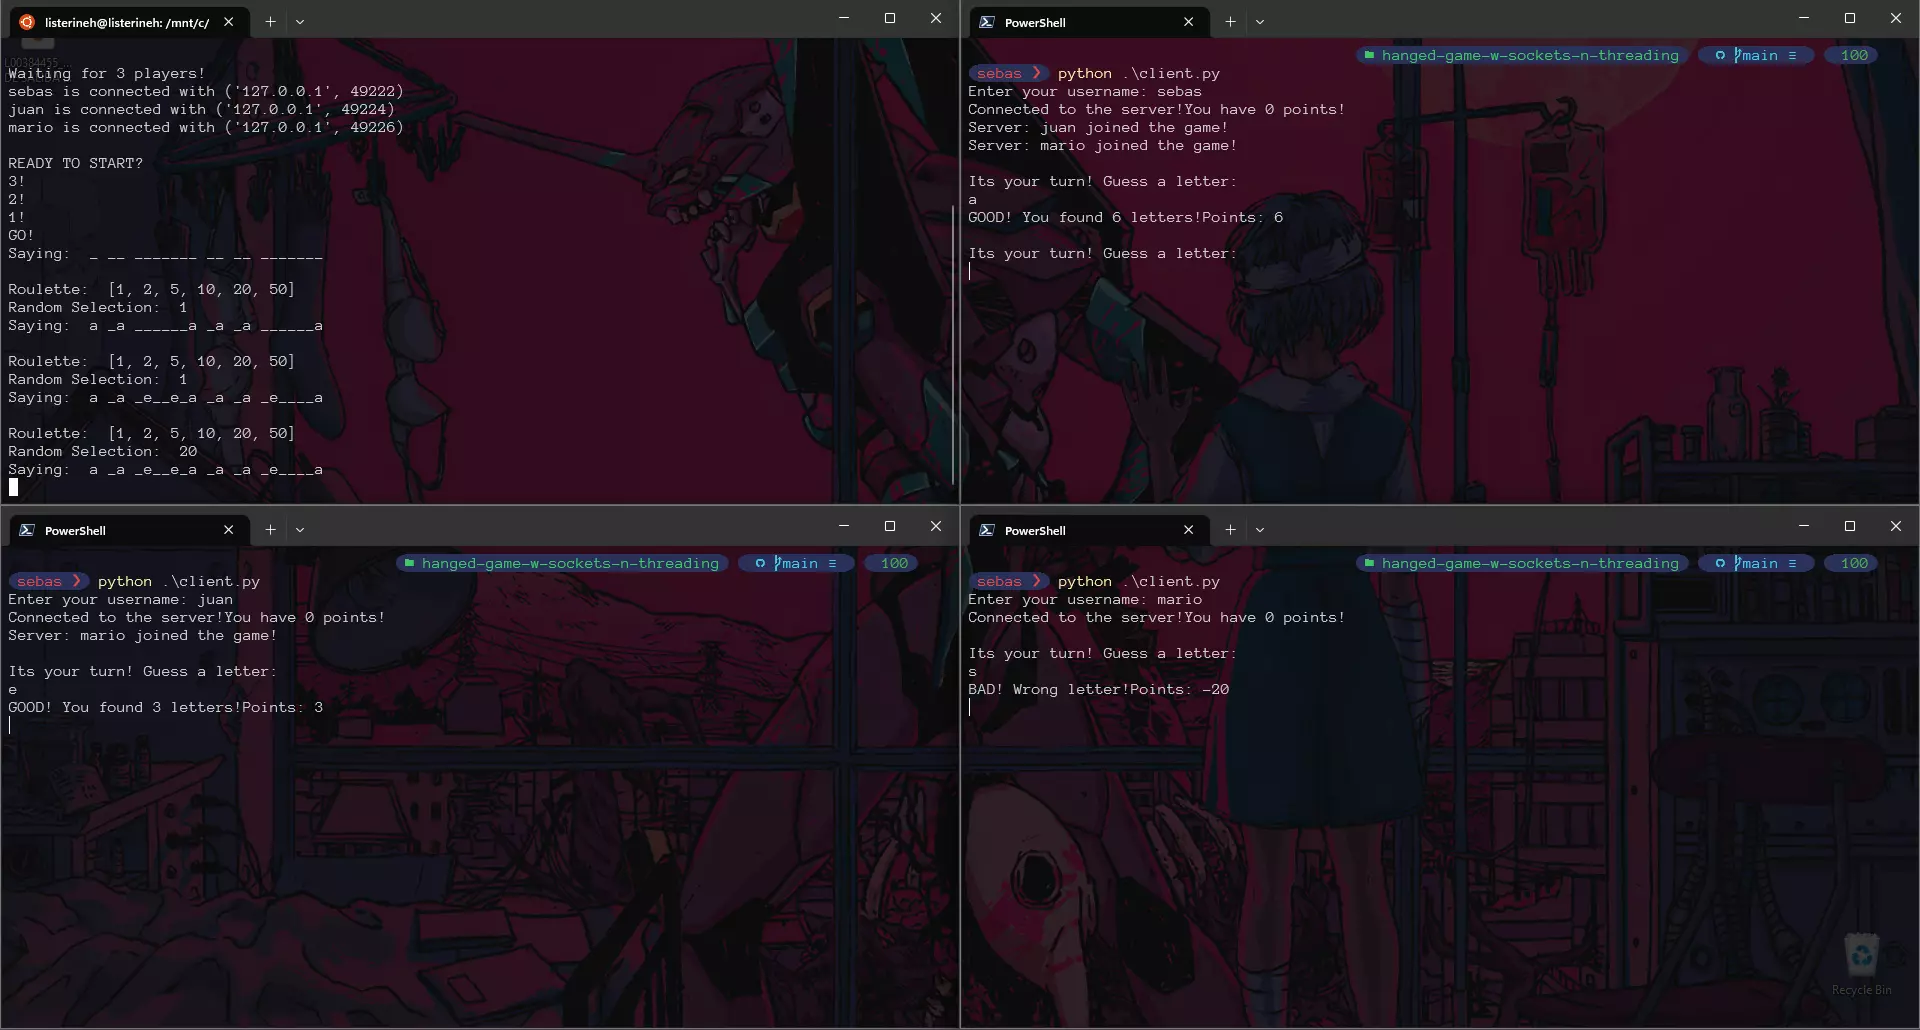 listerineh@listerineh: /mnt/c/
Waiting for 3 players!
sebas is connected with ('127.0.0.1', 49222)
juan is connected with ('127.0.0.1', 49224)
mario is connected with ('127.0.0.1', 49226)
READY TO START?
3!
2!
1!
GO!
Saying:  _ __ _______ __ __ _______
Roulette:  [1, 2, 5, 10, 20, 50]
Random Selection:  1
Saying:  a _a ______a _a _a ______a
Roulette:  [1, 2, 5, 10, 20, 50]
Random Selection:  1
Saying:  a _a _e__e_a _a _a _e____a
Roulette:  [1, 2, 5, 10, 20, 50]
Random Selection:  20
Saying:  a _a _e__e_a _a _a _e____a
PowerShell
hanged-game-w-sockets-n-threading main ≡ 100
sebas ❯ python .\client.py
Enter your username: sebas
Connected to the server!You have 0 points!
Server: juan joined the game!
Server: mario joined the game!
Its your turn! Guess a letter:
a
GOOD! You found 6 letters!Points: 6
Its your turn! Guess a letter:
PowerShell
hanged-game-w-sockets-n-threading main ≡ 100
sebas ❯ python .\client.py
Enter your username: juan
Connected to the server!You have 0 points!
Server: mario joined the game!
Its your turn! Guess a letter:
e
GOOD! You found 3 letters!Points: 3
PowerShell
hanged-game-w-sockets-n-threading main ≡ 100
sebas ❯ python .\client.py
Enter your username: mario
Connected to the server!You have 0 points!
Its your turn! Guess a letter:
s
BAD! Wrong letter!Points: -20
Recycle Bin